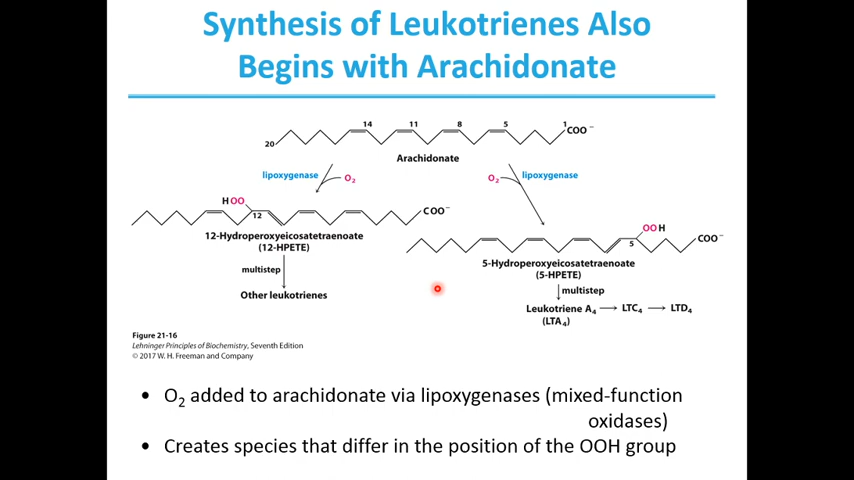 Synthesis of Leukotrienes Also
Begins with Arachidonate
14 11 8 5 1
COO⁻
20
Arachidonate
lipoxygenase O₂
O₂ lipoxygenase
HOO
12
COO⁻
12-Hydroperoxyeicosatetraenoate
(12-HPETE)
multistep
Other leukotrienes
OOH
5
COO⁻
5-Hydroperoxyeicosatetraenoate
(5-HPETE)
multistep
Leukotriene A₄ → LTC₄ → LTD₄
(LTA₄)
Figure 21-16
Lehninger Principles of Biochemistry, Seventh Edition
© 2017 W. H. Freeman and Company
• O₂ added to arachidonate via lipoxygenases (mixed-function
oxidases)
• Creates species that differ in the position of the OOH group